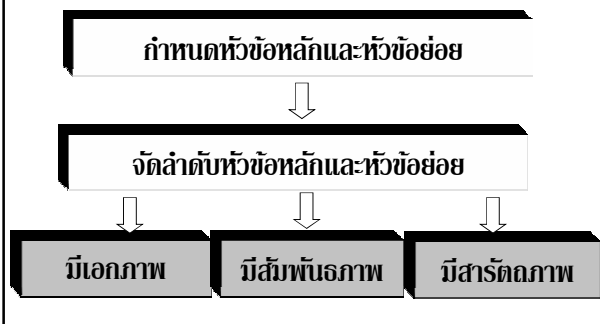 กำหนดหัวข้อหลักและหัวข้อย่อย
จัดลำดับหัวข้อหลักและหัวข้อย่อย
มีเอกภาพ
มีสัมพันธภาพ
มีสารัตถภาพ